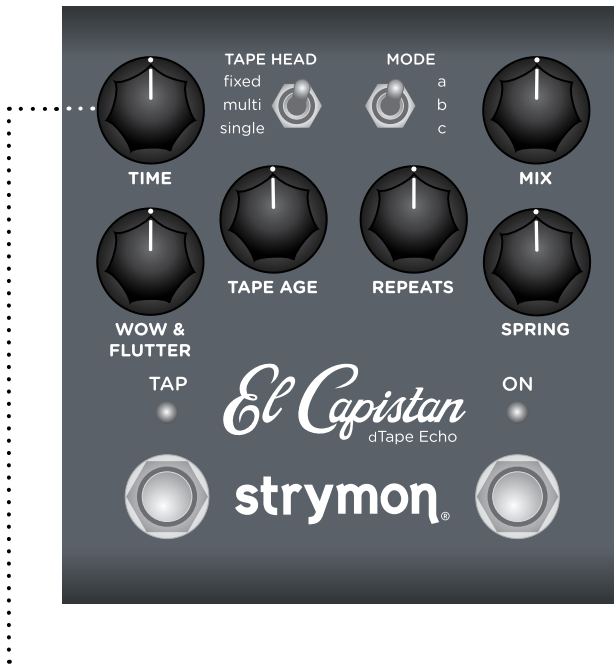 TAPE HEAD
MODE
fixed
multi
single
a
b
c
TIME
MIX
TAPE AGE
REPEATS
WOW &
FLUTTER
SPRING
TAP
ON
El Capistan
dTape Echo
strymon®